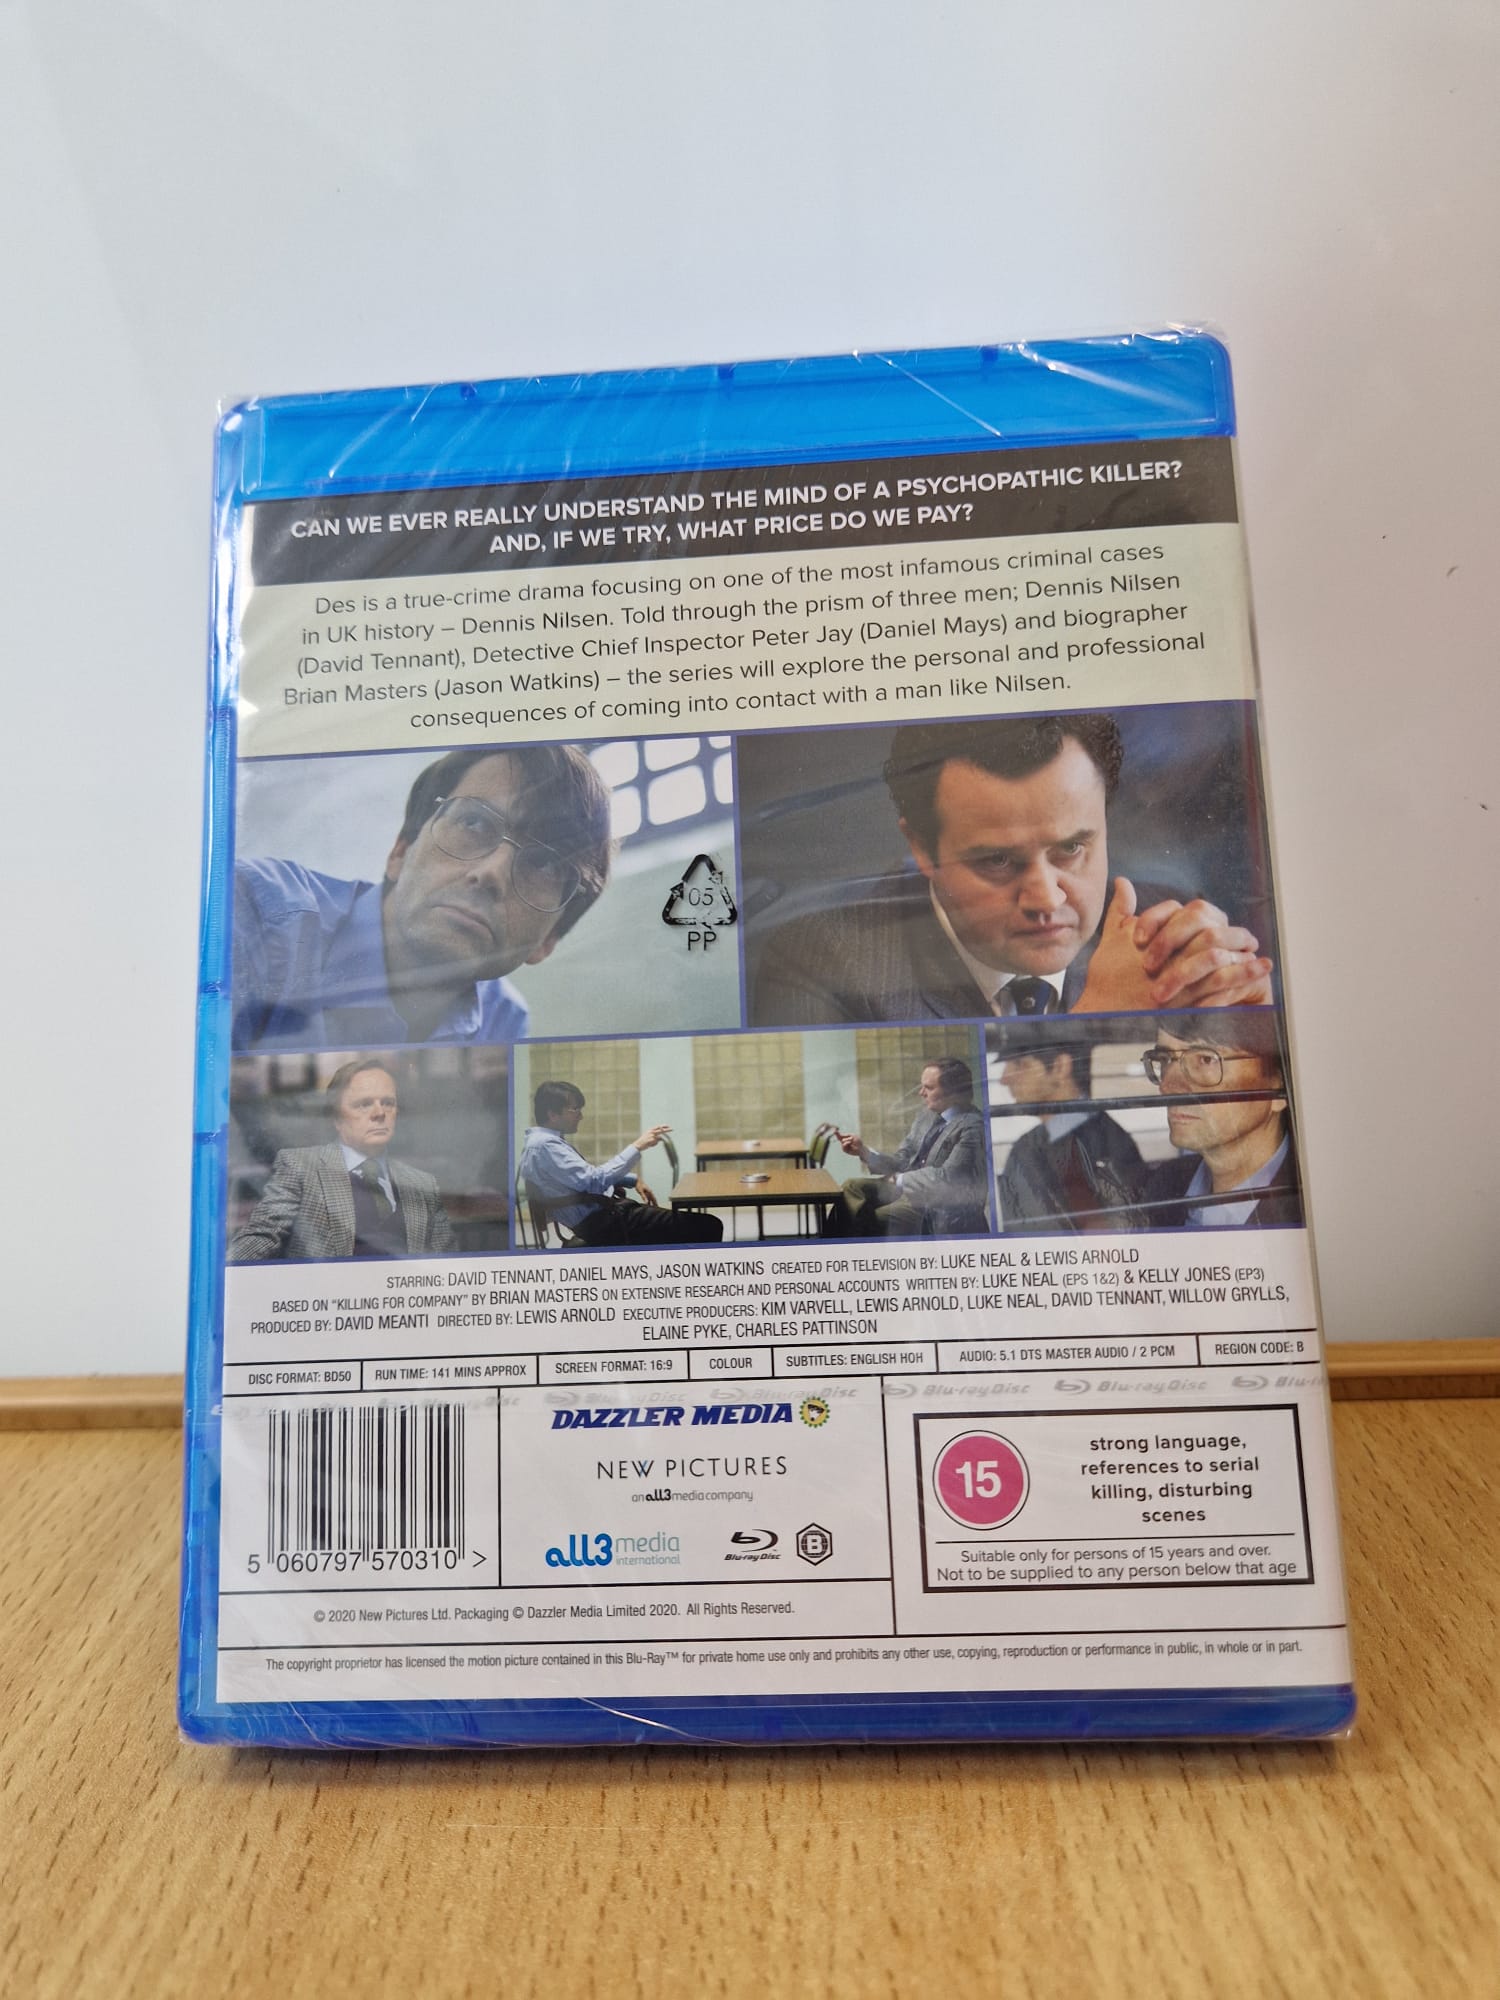 CAN WE EVER REALLY UNDERSTAND THE MIND OF A PSYCHOPATHIC KILLER?
AND, IF WE TRY, WHAT PRICE DO WE PAY?
Des is a true-crime drama focusing on one of the most infamous criminal cases
in UK history – Dennis Nilsen. Told through the prism of three men; Dennis Nilsen
(David Tennant), Detective Chief Inspector Peter Jay (Daniel Mays) and biographer
Brian Masters (Jason Watkins) – the series will explore the personal and professional
consequences of coming into contact with a man like Nilsen.
05
PP
STARRING: DAVID TENNANT, DANIEL MAYS, JASON WATKINS CREATED FOR TELEVISION BY: LUKE NEAL & LEWIS ARNOLD
BASED ON "KILLING FOR COMPANY" BY BRIAN MASTERS ON EXTENSIVE RESEARCH AND PERSONAL ACCOUNTS WRITTEN BY: LUKE NEAL (EPS 1&2) & KELLY JONES (EP3)
PRODUCED BY: DAVID MEANTI DIRECTED BY: LEWIS ARNOLD EXECUTIVE PRODUCERS: KIM VARVELL, LEWIS ARNOLD, LUKE NEAL, DAVID TENNANT, WILLOW GRYLLS,
ELAINE PYKE, CHARLES PATTINSON
DISC FORMAT: BD50 RUN TIME: 141 MINS APPROX SCREEN FORMAT: 16:9 COLOUR SUBTITLES: ENGLISH HOH AUDIO: 5.1 DTS MASTER AUDIO / 2 PCM REGION CODE: B
Blu-ray Disc Blu-ray Disc Blu-ray Disc Blu-ray Disc
DAZZLER MEDIA
NEW PICTURES
an all3mediacompany
all3media
international
Blu-ray Disc
B
5 060797 570310 >
15
strong language,
references to serial
killing, disturbing
scenes
Suitable only for persons of 15 years and over.
Not to be supplied to any person below that age
© 2020 New Pictures Ltd. Packaging © Dazzler Media Limited 2020. All Rights Reserved.
The copyright proprietor has licensed the motion picture contained in this Blu-Ray™ for private home use only and prohibits any other use, copying, reproduction or performance in public, in whole or in part.